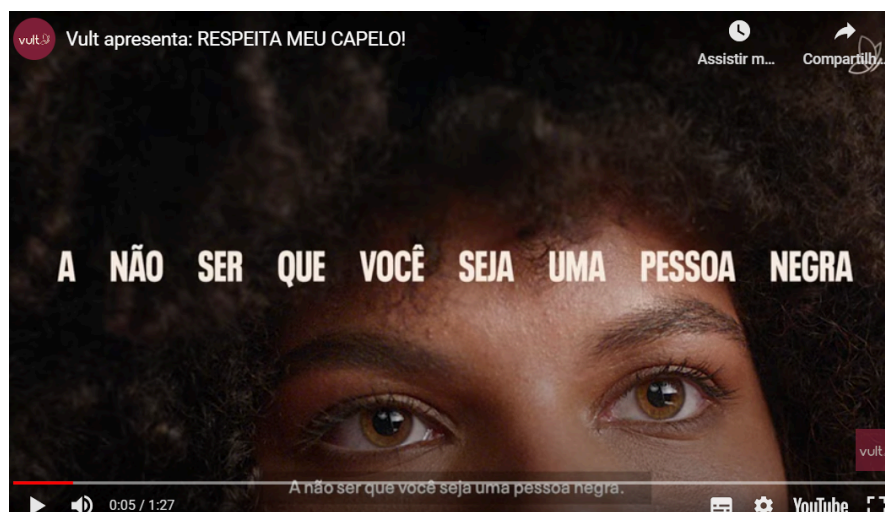 vult
Vult apresenta: RESPEITA MEU CAPELO!
Assistir m...
Compartilh...
A NÃO SER QUE VOCÊ SEJA UMA PESSOA NEGRA
vult.
A não ser que você seja uma pessoa negra.
0:05 / 1:27
YouTube